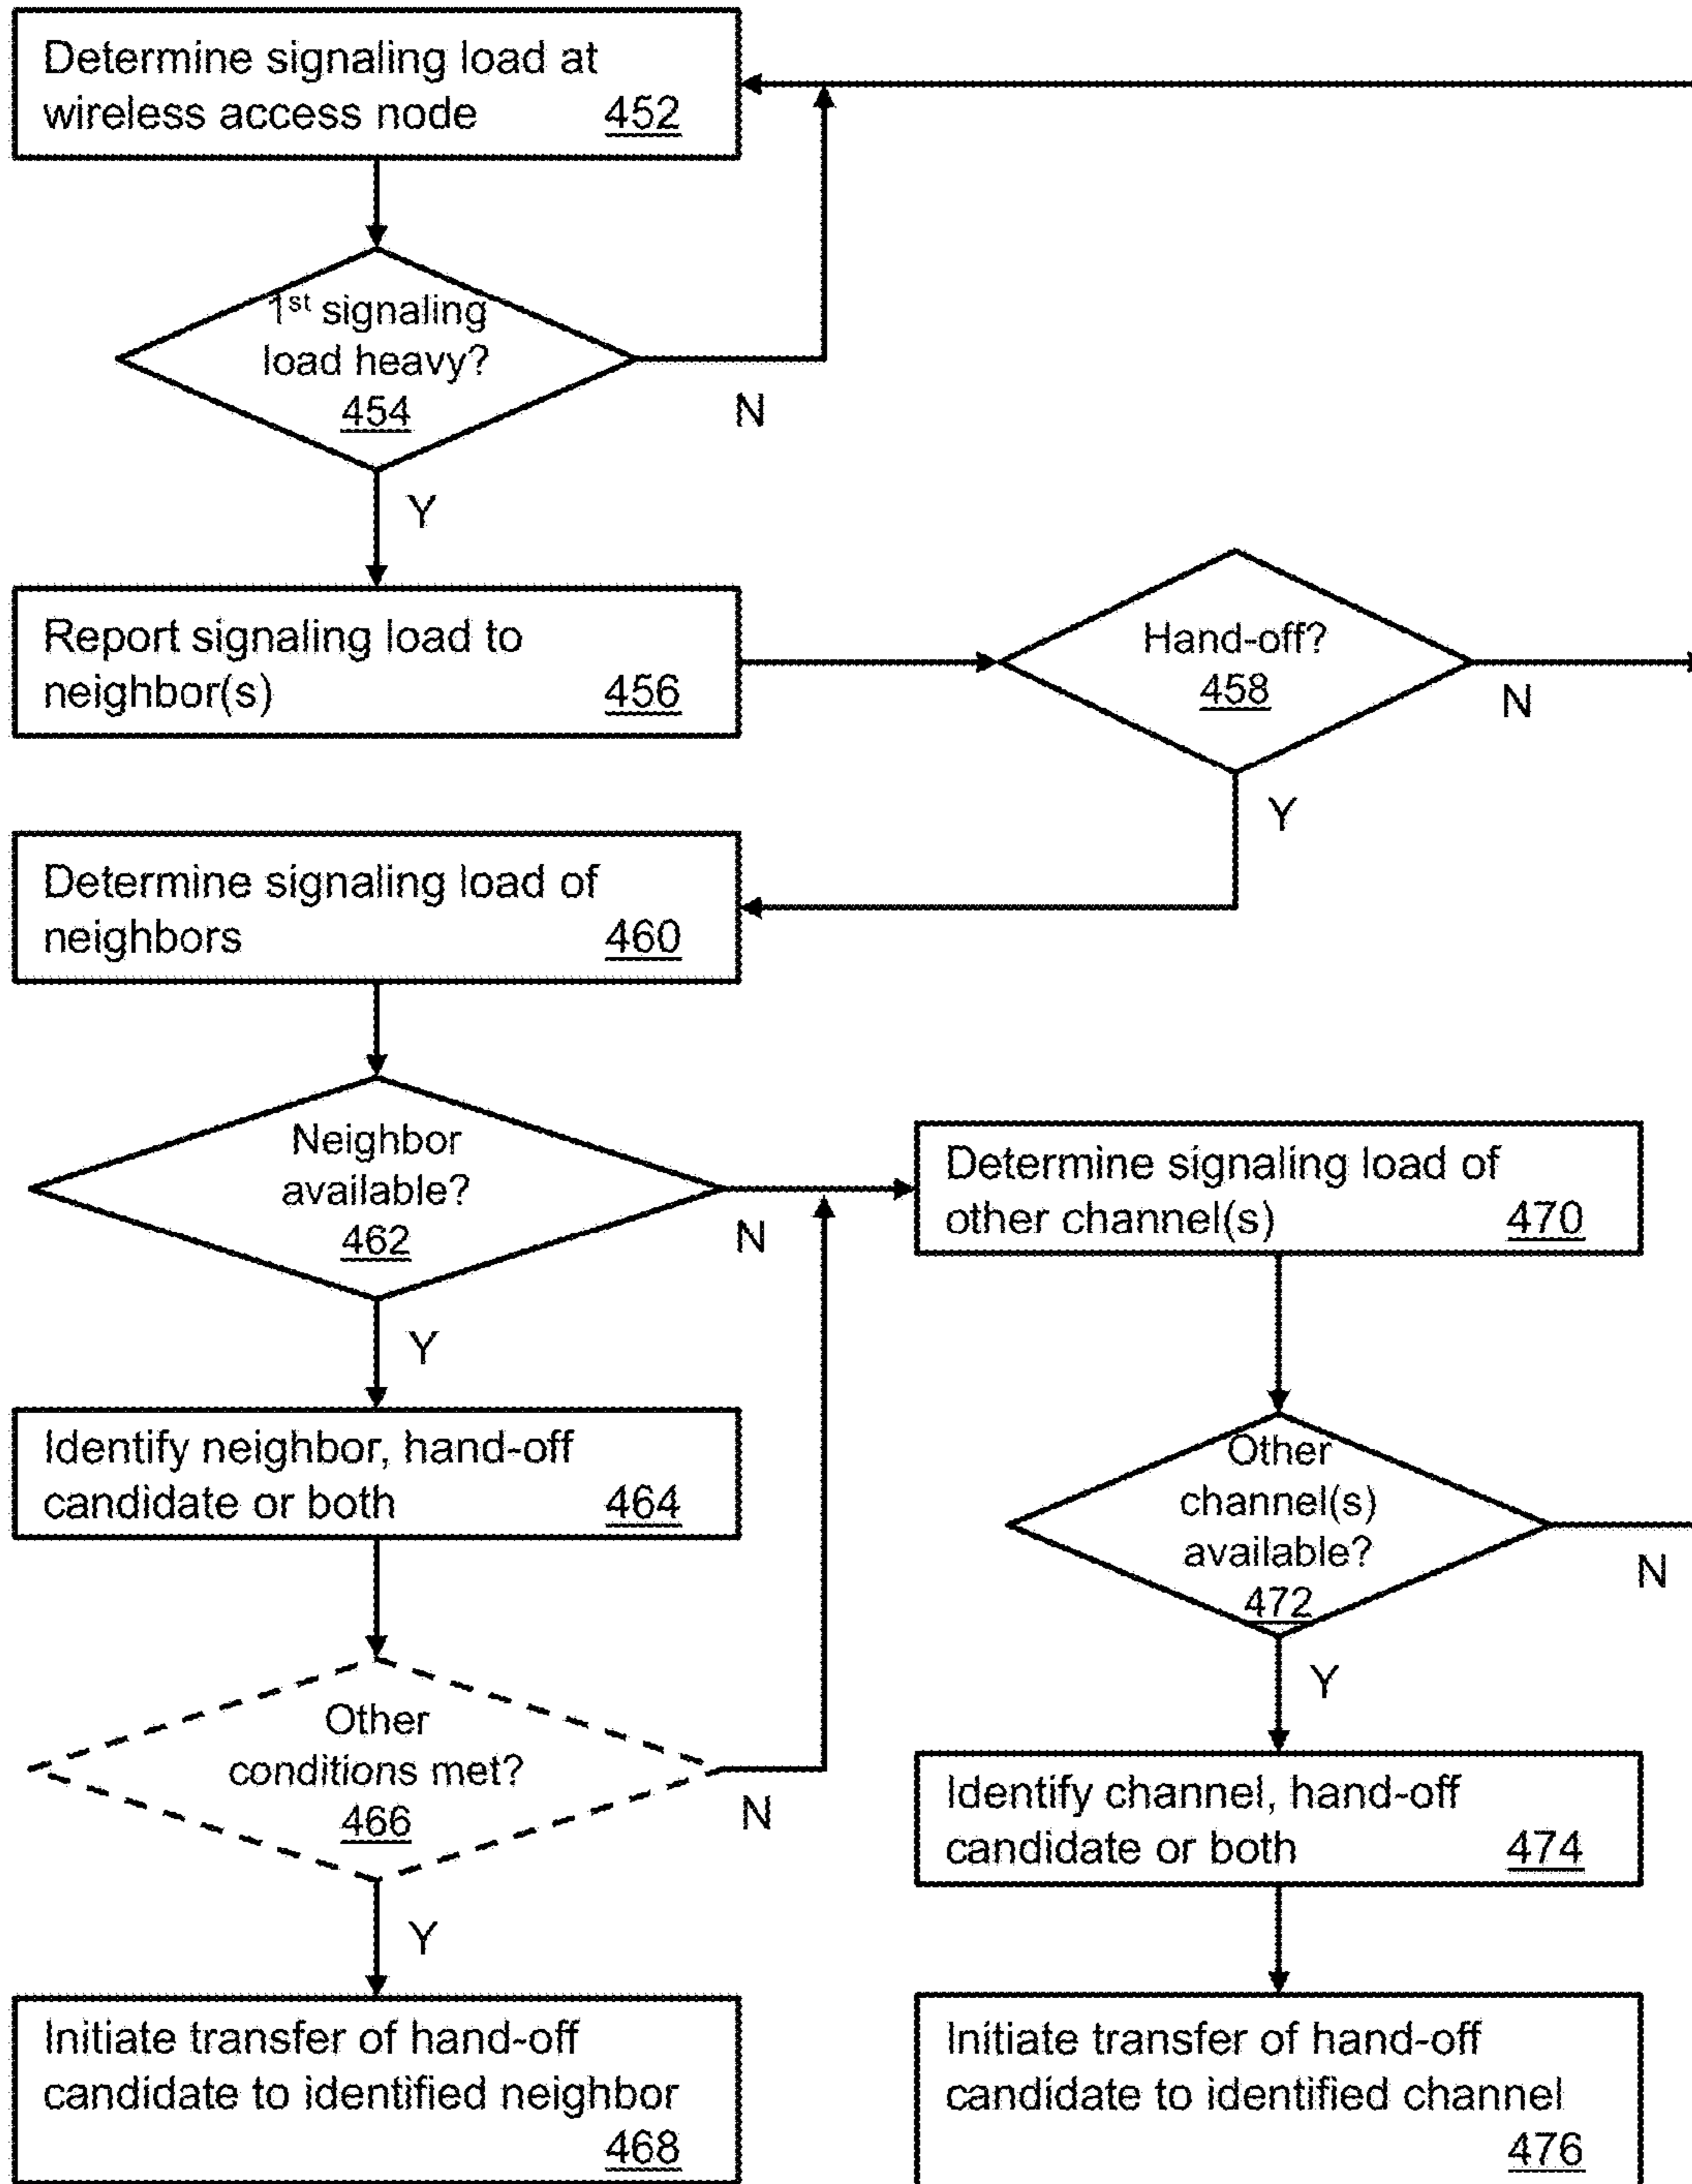 Determine signaling load at
wireless access node 452
1st signaling
load heavy?
454
N
Y
Report signaling load to
neighbor(s) 456
Hand-off?
458
N
Y
Determine signaling load of
neighbors 460
Neighbor
available?
462
N
Y
Determine signaling load of
other channel(s) 470
Identify neighbor, hand-off
candidate or both 464
Other
channel(s)
available?
472
N
Y
Other
conditions met?
466
N
Y
Identify channel, hand-off
candidate or both 474
Initiate transfer of hand-off
candidate to identified neighbor
468
Initiate transfer of hand-off
candidate to identified channel
476